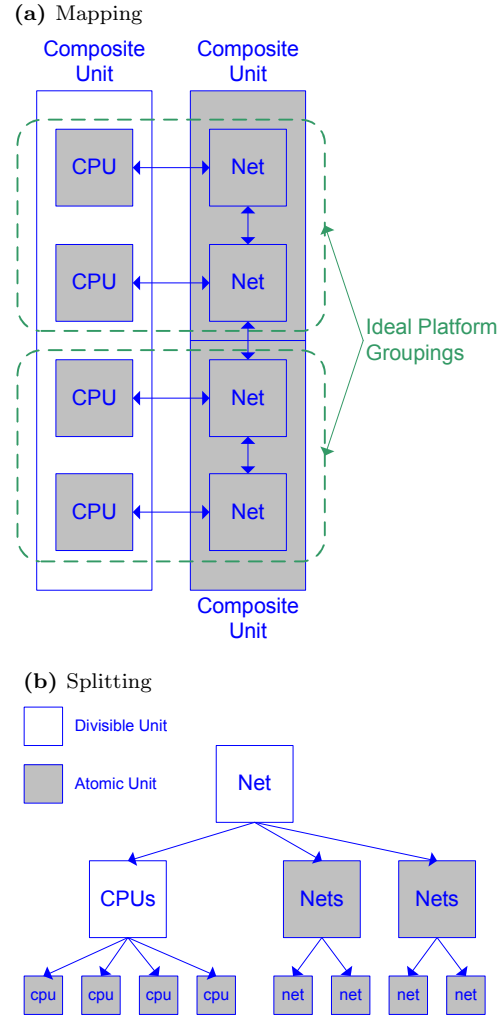 (a) Mapping
Composite
Unit
Composite
Unit
CPU
Net
CPU
Net
Ideal Platform
Groupings
CPU
Net
CPU
Net
Composite
Unit
(b) Splitting
Divisible Unit
Atomic Unit
Net
CPUs
Nets
Nets
cpu
cpu
cpu
cpu
net
net
net
net